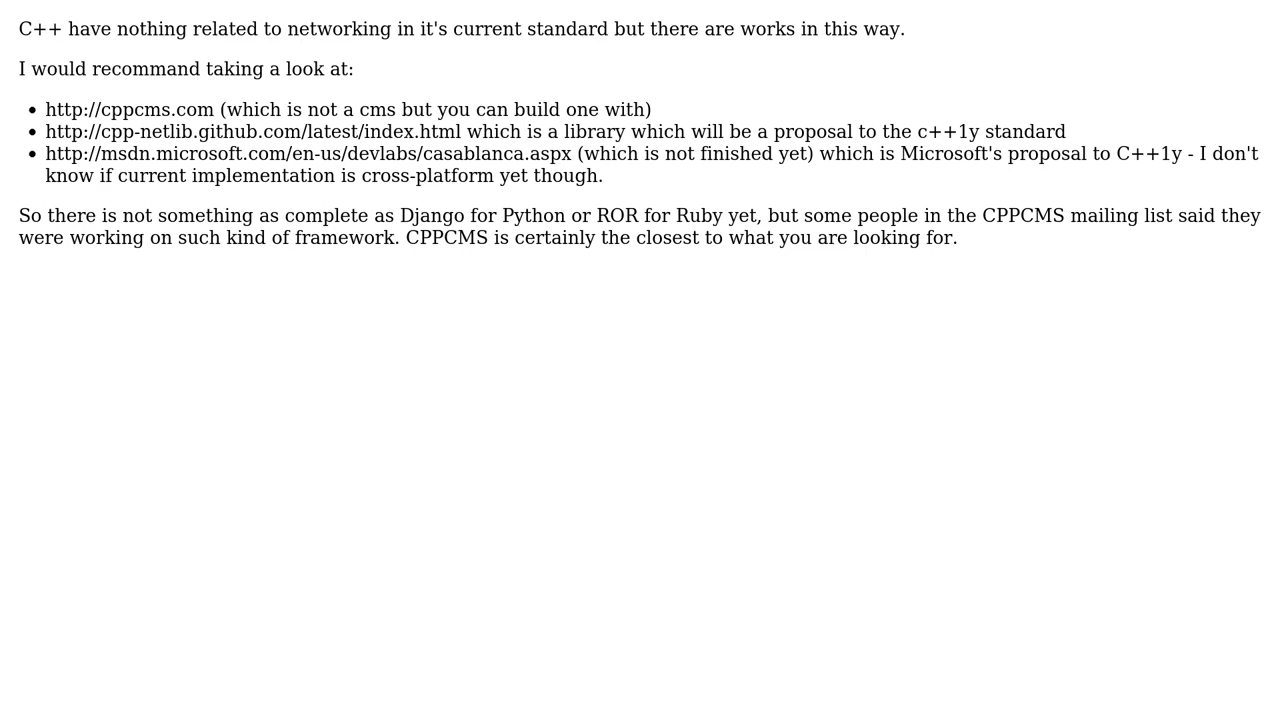 C++ have nothing related to networking in it's current standard but there are works in this way.
I would recommand taking a look at:
• http://cppcms.com (which is not a cms but you can build one with)
• http://cpp-netlib.github.com/latest/index.html which is a library which will be a proposal to the c++1y standard
• http://msdn.microsoft.com/en-us/devlabs/casablanca.aspx (which is not finished yet) which is Microsoft's proposal to C++1y - I don't
know if current implementation is cross-platform yet though.
So there is not something as complete as Django for Python or ROR for Ruby yet, but some people in the CPPCMS mailing list said they
were working on such kind of framework. CPPCMS is certainly the closest to what you are looking for.